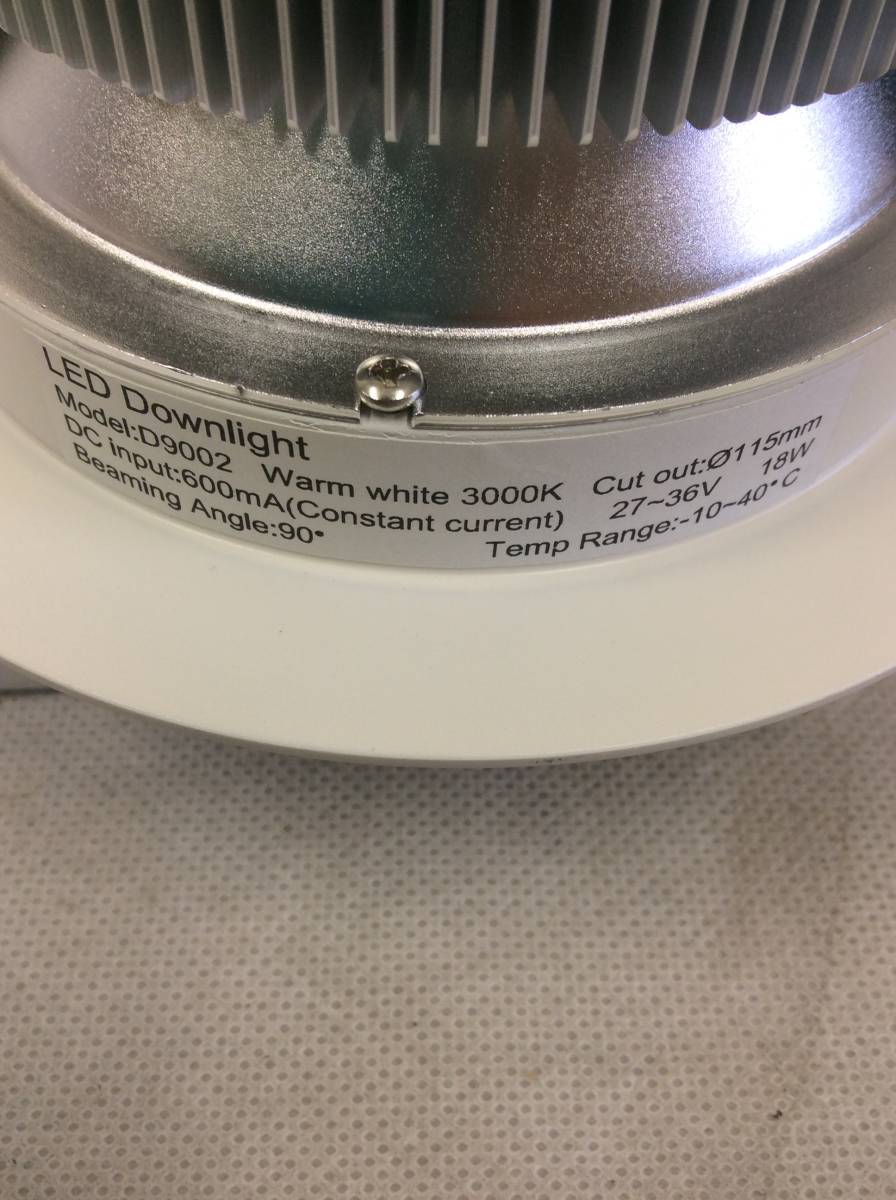 LED Downlight
Model:D9002 Warm white 3000K Cut out:Ø115mm
DC input:600mA(Constant current) 27~36V 18W
Beaming Angle:90° Temp Range:-10~40°C